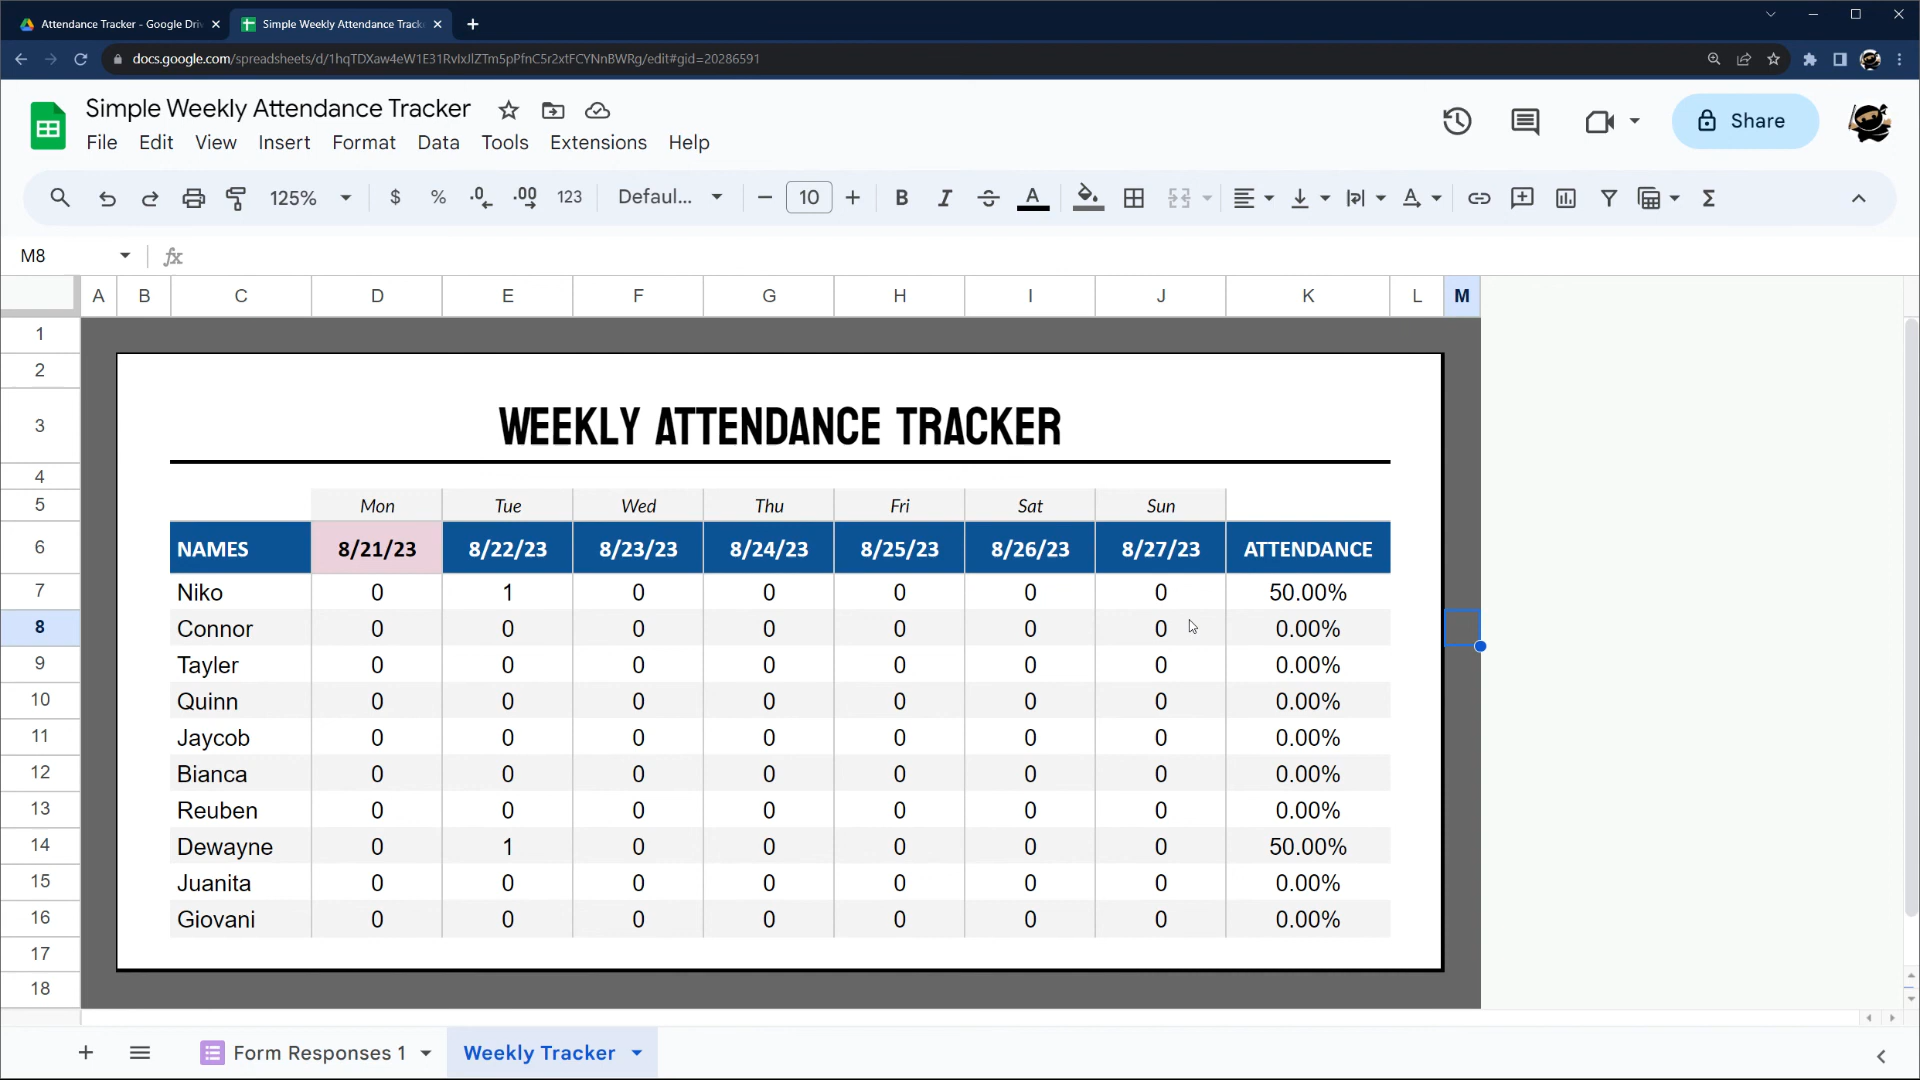 Attendance Tracker - Google Driv
Simple Weekly Attendance Track
docs.google.com/spreadsheets/d/1hqTDXaw4eW1E31RvIxJlZTm5pPfnC5r2xtFCYNnBWRg/edit#gid=20286591
Simple Weekly Attendance Tracker
File Edit View Insert Format Data Tools Extensions Help
Share
125% $ % .0 .00 123 Defaul... 10 B I S A A Σ
M8 fx
A B C D E F G H I J K L M
1
2
3 WEEKLY ATTENDANCE TRACKER
4
5 Mon Tue Wed Thu Fri Sat Sun
6 NAMES 8/21/23 8/22/23 8/23/23 8/24/23 8/25/23 8/26/23 8/27/23 ATTENDANCE
7 Niko 0 1 0 0 0 0 0 50.00%
8 Connor 0 0 0 0 0 0 0 0.00%
9 Tayler 0 0 0 0 0 0 0 0.00%
10 Quinn 0 0 0 0 0 0 0 0.00%
11 Jaycob 0 0 0 0 0 0 0 0.00%
12 Bianca 0 0 0 0 0 0 0 0.00%
13 Reuben 0 0 0 0 0 0 0 0.00%
14 Dewayne 0 1 0 0 0 0 0 50.00%
15 Juanita 0 0 0 0 0 0 0 0.00%
16 Giovani 0 0 0 0 0 0 0 0.00%
17
18
Form Responses 1 Weekly Tracker